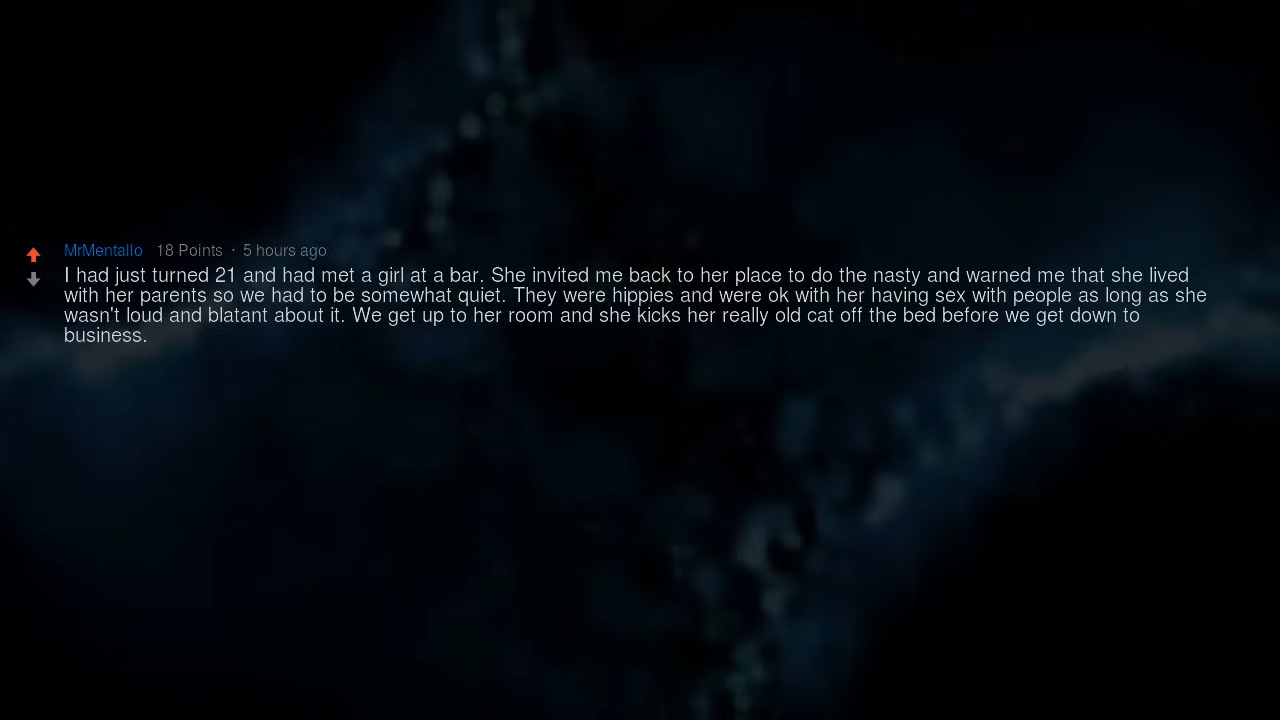 MrMentallo 18 Points · 5 hours ago
I had just turned 21 and had met a girl at a bar. She invited me back to her place to do the nasty and warned me that she lived
with her parents so we had to be somewhat quiet. They were hippies and were ok with her having sex with people as long as she
wasn't loud and blatant about it. We get up to her room and she kicks her really old cat off the bed before we get down to
business.